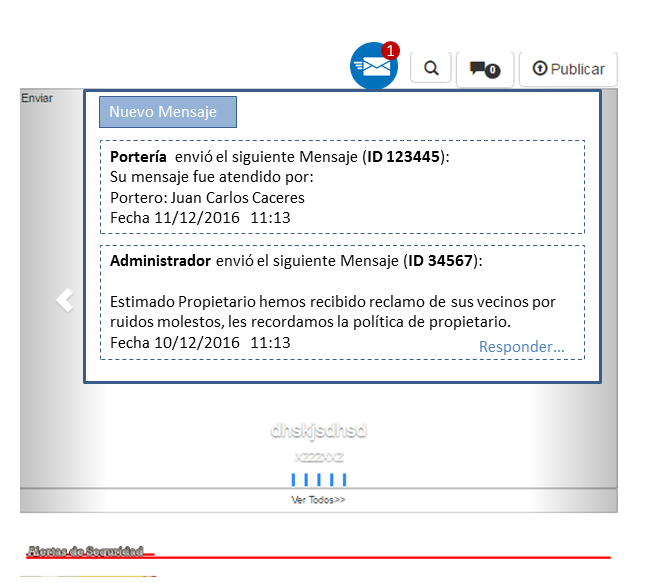 1
0
Publicar
Enviar
Nuevo Mensaje
Portería envió el siguiente Mensaje (ID 123445):
Su mensaje fue atendido por:
Portero: Juan Carlos Caceres
Fecha 11/12/2016 11:13
Administrador envió el siguiente Mensaje (ID 34567):
Estimado Propietario hemos recibido reclamo de sus vecinos por
ruidos molestos, les recordamos la política de propietario.
Fecha 10/12/2016 11:13
Responder...
dhskjsdhsd
xzzzxxz
Ver Todos>>
Alertas de Seguridad